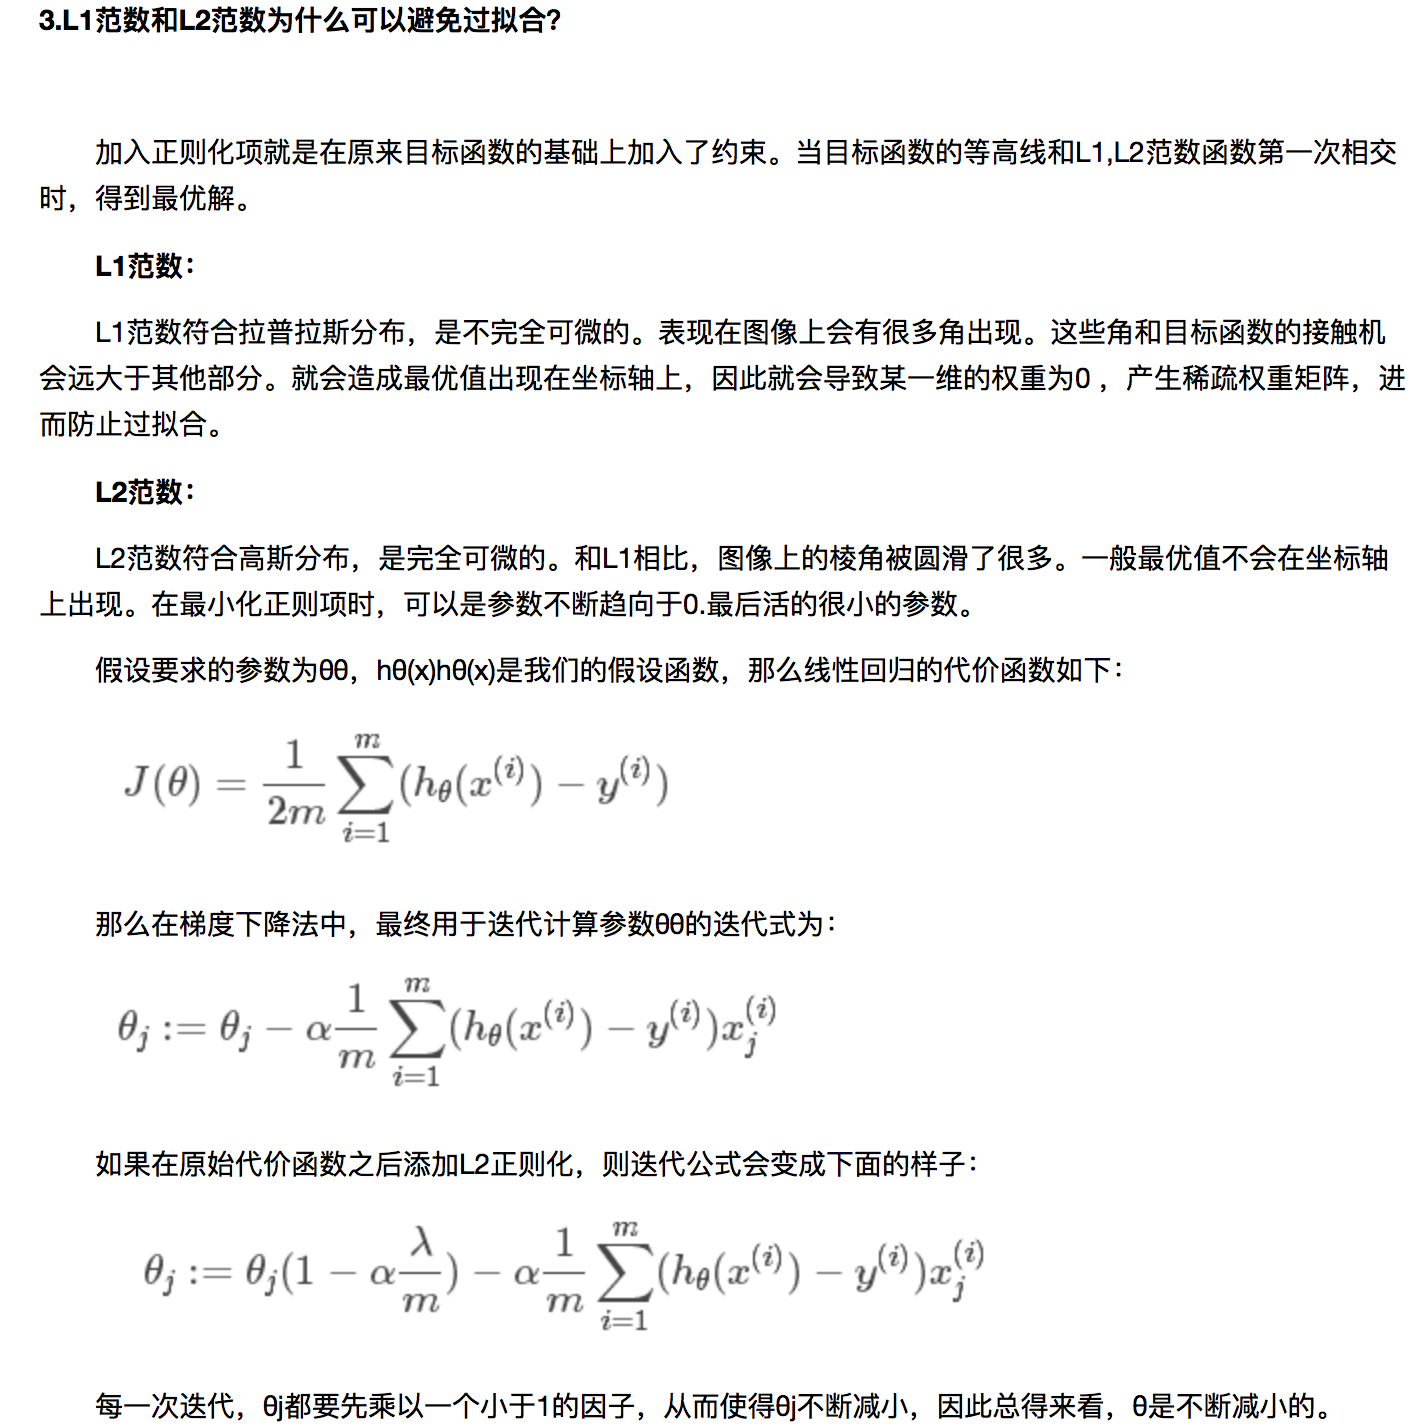 3.L1范数和L2范数为什么可以避免过拟合?
加入正则化项就是在原来目标函数的基础上加入了约束。当目标函数的等高线和L1,L2范数函数第一次相交
时，得到最优解。
L1范数：
L1范数符合拉普拉斯分布，是不完全可微的。表现在图像上会有很多角出现。这些角和目标函数的接触机
会远大于其他部分。就会造成最优值出现在坐标轴上，因此就会导致某一维的权重为0 ，产生稀疏权重矩阵，进
而防止过拟合。
L2范数：
L2范数符合高斯分布，是完全可微的。和L1相比，图像上的棱角被圆滑了很多。一般最优值不会在坐标轴
上出现。在最小化正则项时，可以是参数不断趋向于0.最后活的很小的参数。
假设要求的参数为θθ，hθ(x)hθ(x)是我们的假设函数，那么线性回归的代价函数如下：
J(θ) = \frac{1}{2m} \sum_{i=1}^{m} (h_θ(x^{(i)}) − y^{(i)})
那么在梯度下降法中，最终用于迭代计算参数θθ的迭代式为：
θ_j := θ_j − α \frac{1}{m} \sum_{i=1}^{m} (h_θ(x^{(i)}) − y^{(i)}) x_j^{(i)}
如果在原始代价函数之后添加L2正则化，则迭代公式会变成下面的样子：
θ_j := θ_j (1 − α \frac{λ}{m}) − α \frac{1}{m} \sum_{i=1}^{m} (h_θ(x^{(i)}) − y^{(i)}) x_j^{(i)}
每一次迭代，θj都要先乘以一个小于1的因子，从而使得θj不断减小，因此总得来看，θ是不断减小的。